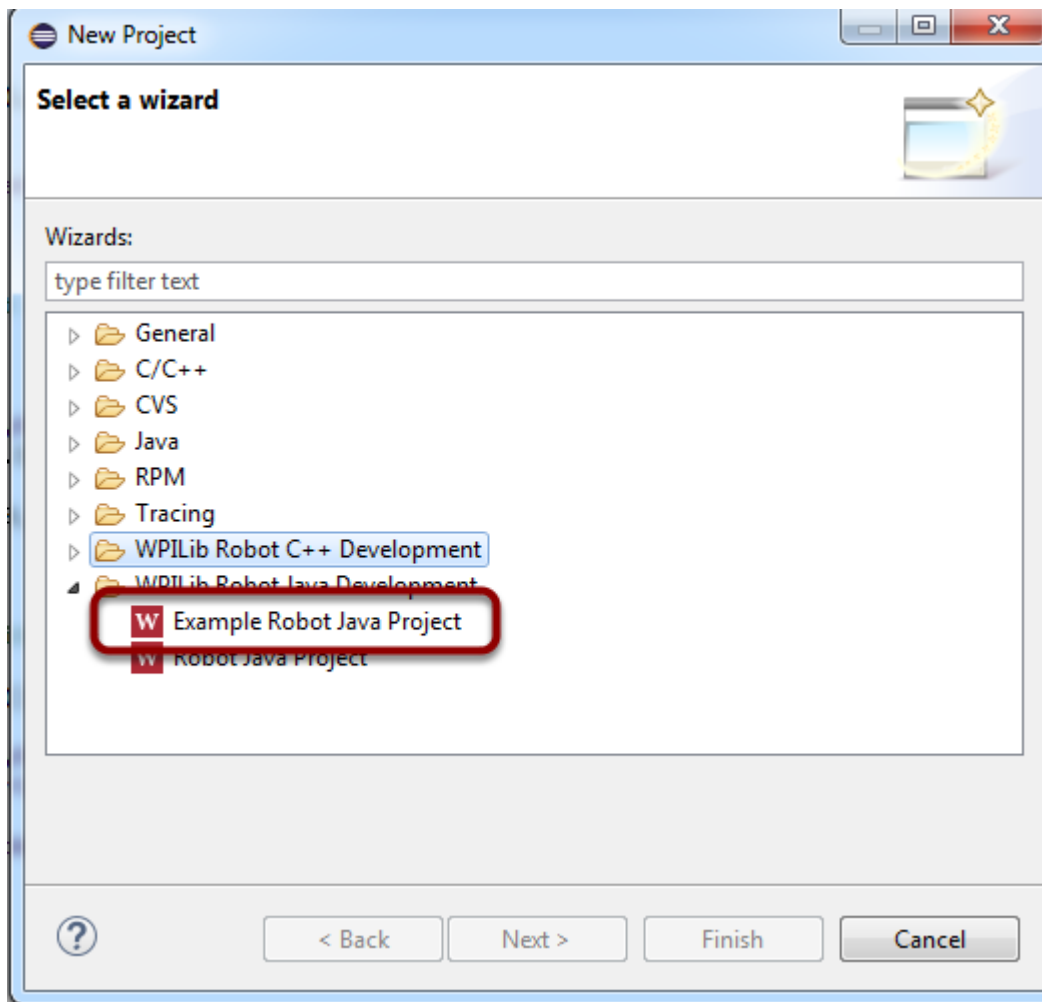 New Project
Select a wizard
Wizards:
type filter text
General
C/C++
CVS
Java
RPM
Tracing
WPILib Robot C++ Development
WPILib Robot Java Development
W Example Robot Java Project
W Robot Java Project
? < Back Next > Finish Cancel